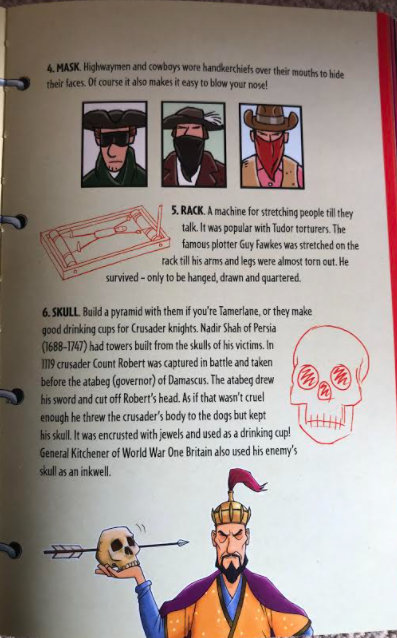 4. MASK. Highwaymen and cowboys wore handkerchiefs over their mouths to hide
their faces. Of course it also makes it easy to blow your nose!
5. RACK. A machine for stretching people till they
talk. It was popular with Tudor torturers. The
famous plotter Guy Fawkes was stretched on the
rack till his arms and legs were almost torn out. He
survived – only to be hanged, drawn and quartered.
6. SKULL. Build a pyramid with them if you're Tamerlane, or they make
good drinking cups for Crusader knights. Nadir Shah of Persia
(1688–1747) had towers built from the skulls of his victims. In
1119 crusader Count Robert was captured in battle and taken
before the atabeg (governor) of Damascus. The atabeg drew
his sword and cut off Robert's head. As if that wasn't cruel
enough he threw the crusader's body to the dogs but kept
his skull. It was encrusted with jewels and used as a drinking cup!
General Kitchener of World War One Britain also used his enemy's
skull as an inkwell.